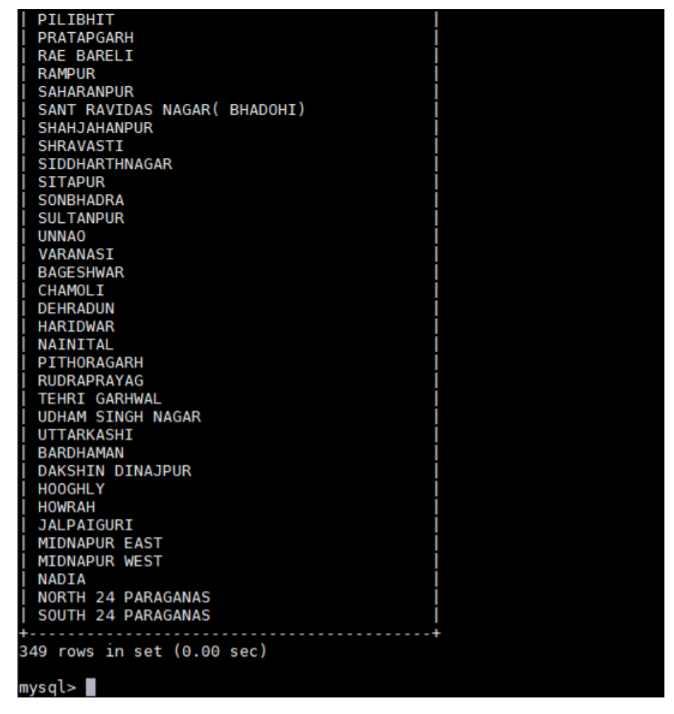 | PILIBHIT |
| PRATAPGARH |
| RAE BARELI |
| RAMPUR |
| SAHARANPUR |
| SANT RAVIDAS NAGAR( BHADOHI) |
| SHAHJAHANPUR |
| SHRAVASTI |
| SIDDHARTHNAGAR |
| SITAPUR |
| SONBHADRA |
| SULTANPUR |
| UNNAO |
| VARANASI |
| BAGESHWAR |
| CHAMOLI |
| DEHRADUN |
| HARIDWAR |
| NAINITAL |
| PITHORAGARH |
| RUDRAPRAYAG |
| TEHRI GARHWAL |
| UDHAM SINGH NAGAR |
| UTTARKASHI |
| BARDHAMAN |
| DAKSHIN DINAJPUR |
| HOOGHLY |
| HOWRAH |
| JALPAIGURI |
| MIDNAPUR EAST |
| MIDNAPUR WEST |
| NADIA |
| NORTH 24 PARAGANAS |
| SOUTH 24 PARAGANAS |
+------------------------------------------+
349 rows in set (0.00 sec)
mysql>